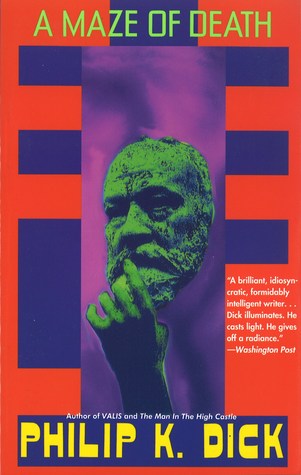 A MAZE OF DEATH
"A brilliant, idiosyn-
cratic, formidably
intelligent writer. . .
Dick illuminates. He
casts light. He gives
off a radiance."
—Washington Post
Author of VALIS and The Man In The High Castle
PHILIP K. DICK